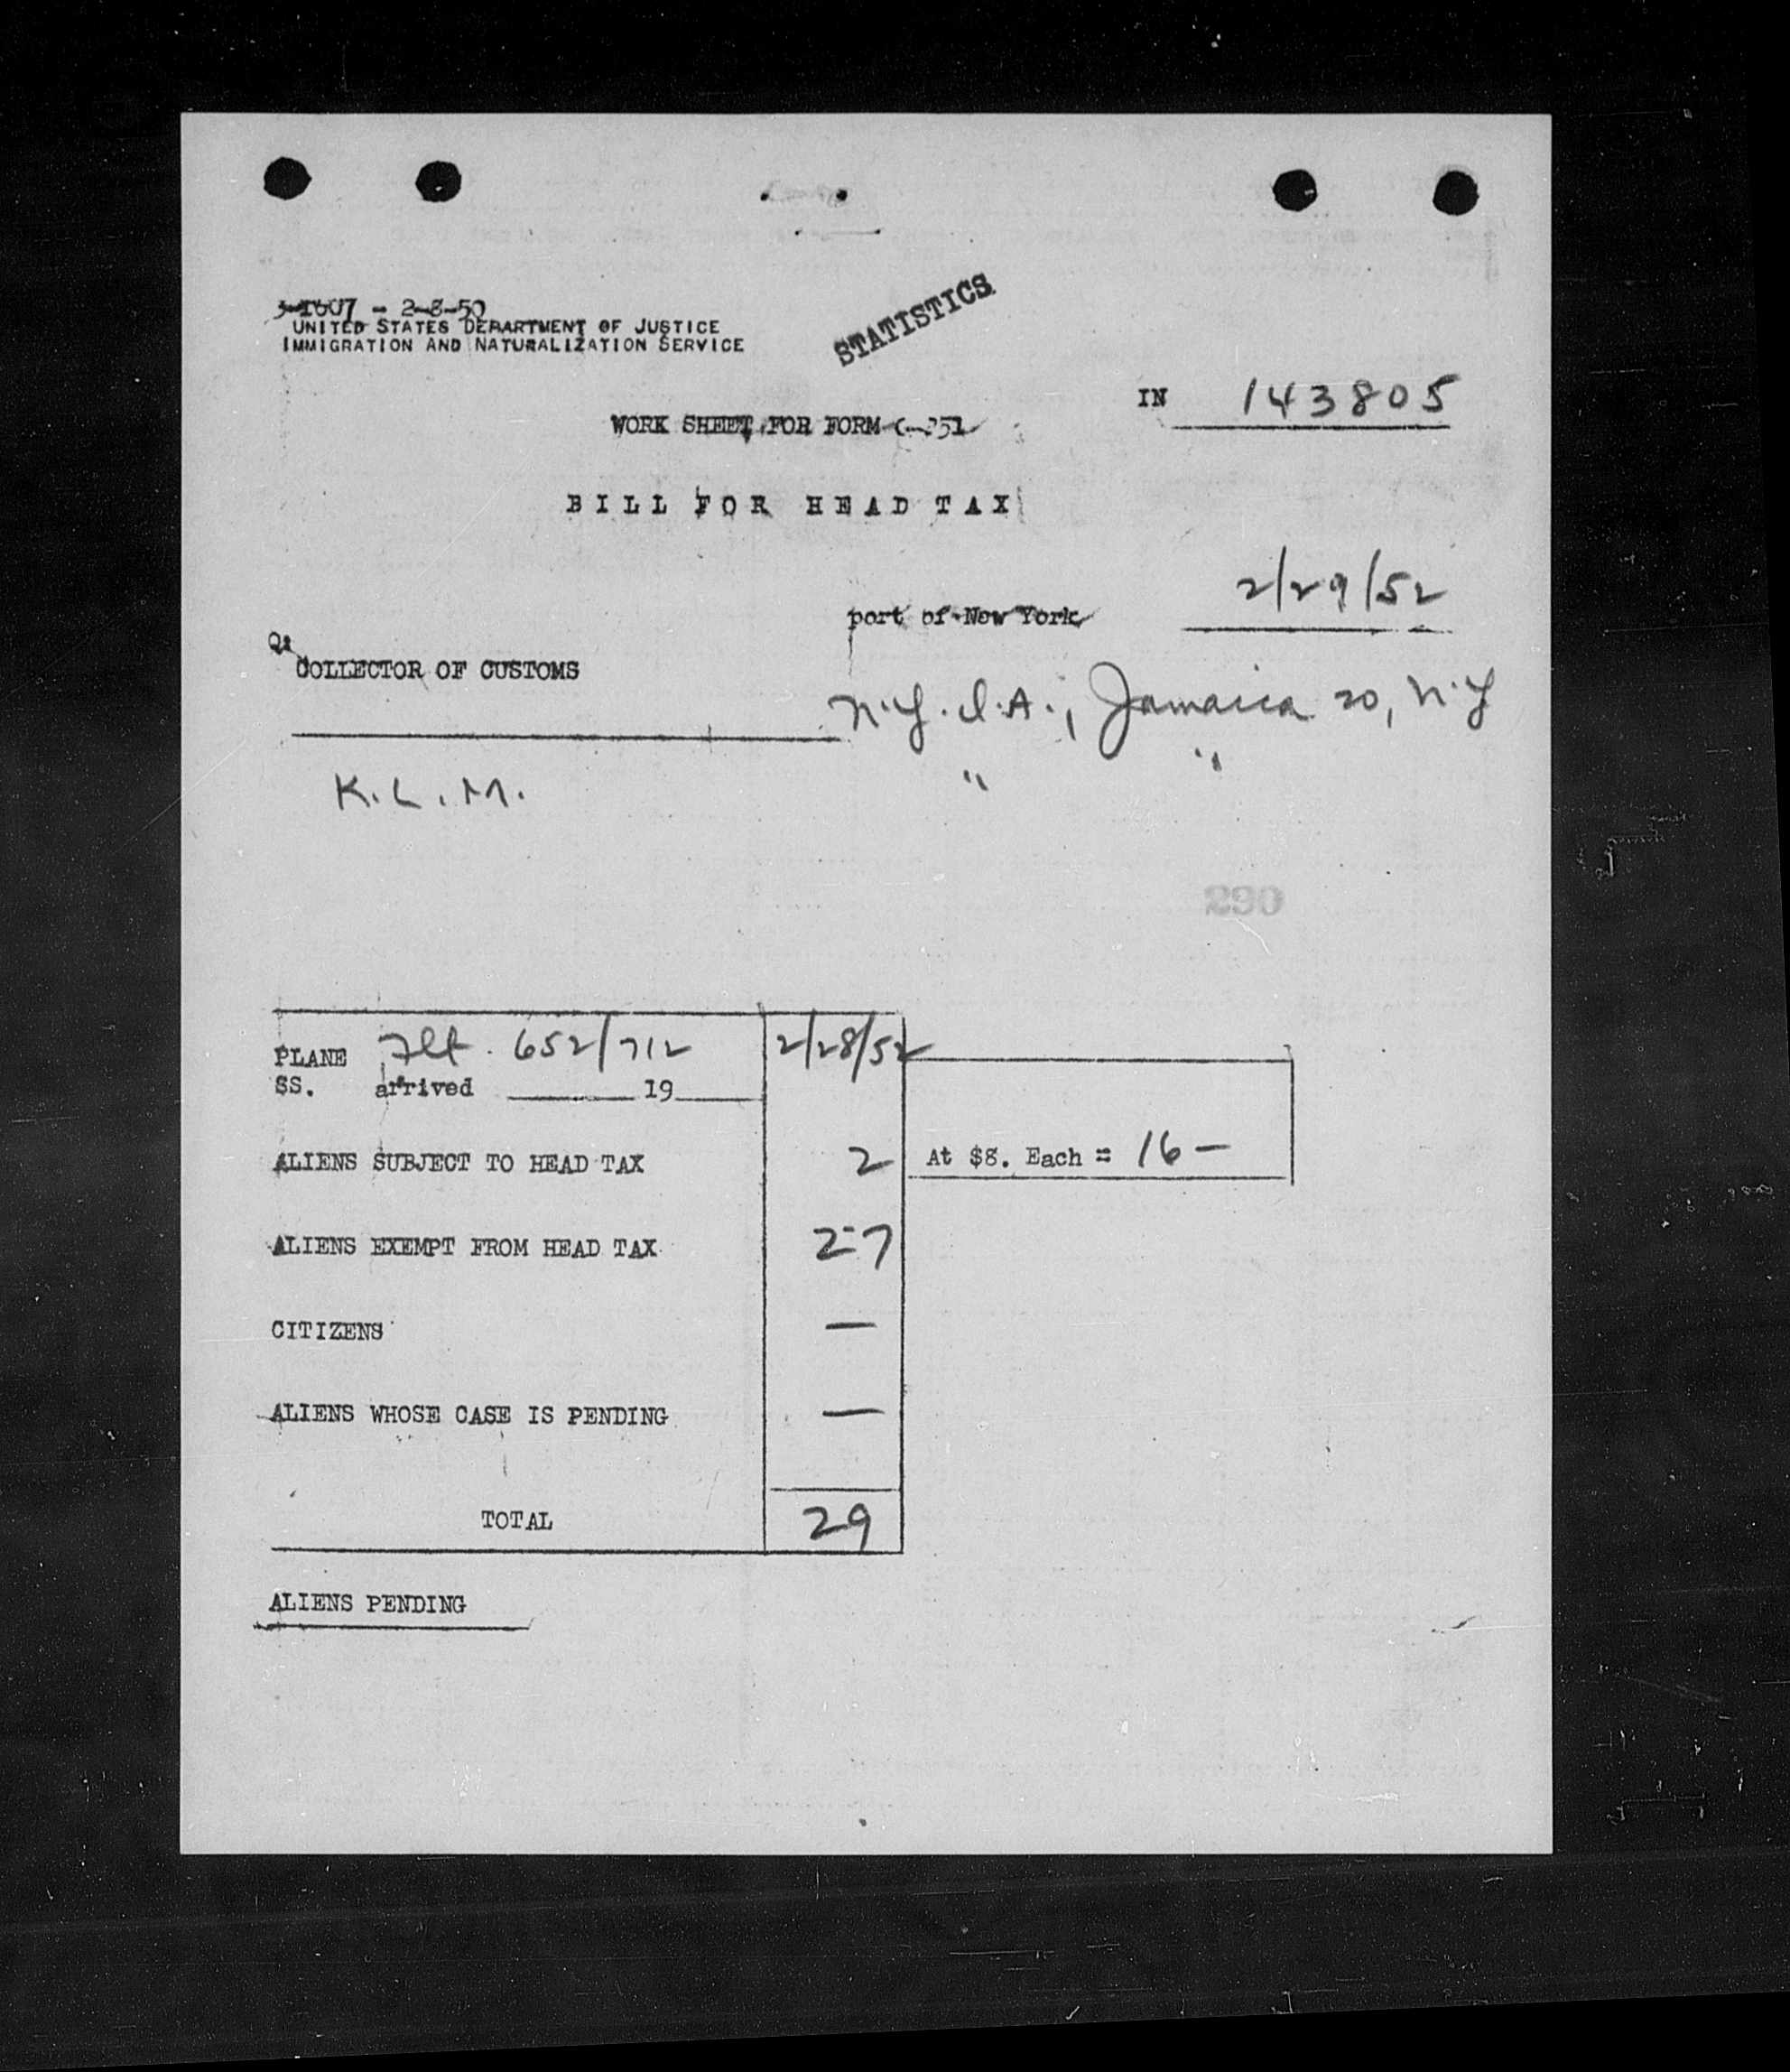 3-1607 - 2-8-50
UNITED STATES DEPARTMENT OF JUSTICE
IMMIGRATION AND NATURALIZATION SERVICE
STATISTICS
IN 143805
WORK SHEET FOR FORM C-251
BILL FOR HEAD TAX
2/29/52
port of New York
COLLECTOR OF CUSTOMS
N.Y.I.A., Jamaica 20, N.Y
K.L.M. " "
290
PLANE Flt. 652/712 2/28/52
SS. arrived 19
ALIENS SUBJECT TO HEAD TAX 2 At $8. Each = 16 —
ALIENS EXEMPT FROM HEAD TAX 27
CITIZENS —
ALIENS WHOSE CASE IS PENDING —
TOTAL 29
ALIENS PENDING